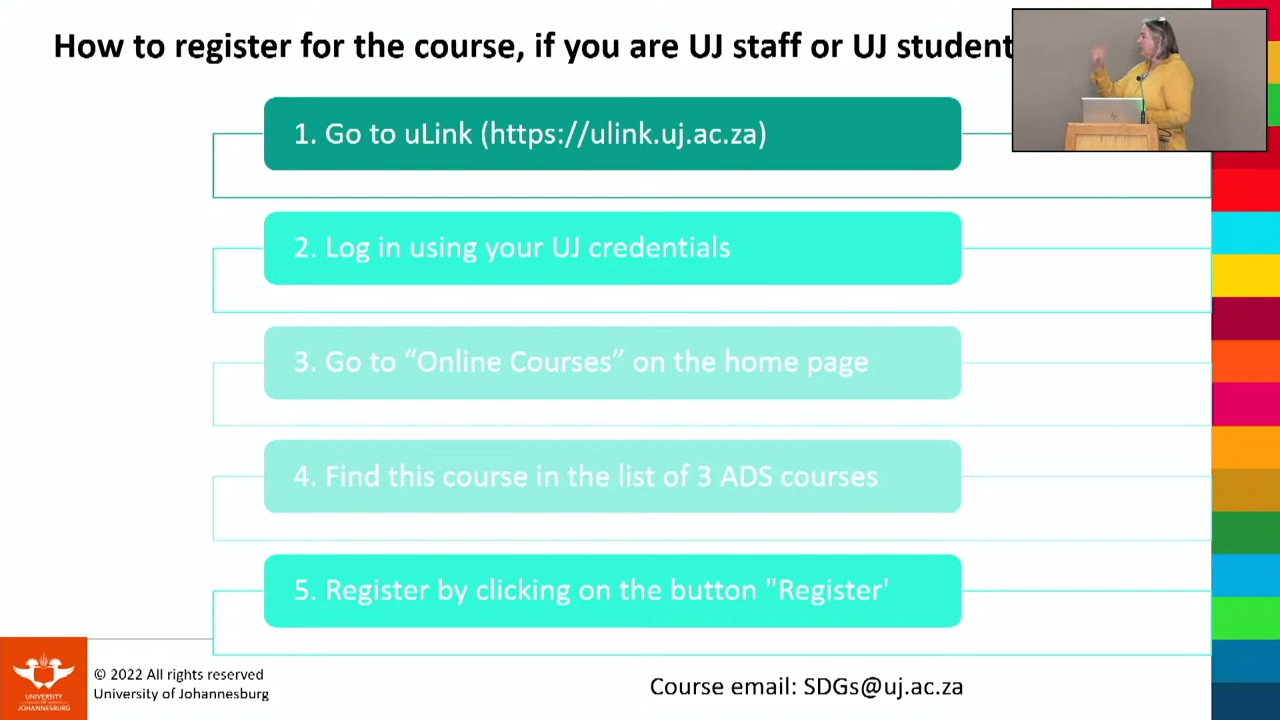 How to register for the course, if you are UJ staff or UJ student
1. Go to uLink (https://ulink.uj.ac.za)
2. Log in using your UJ credentials
3. Go to “Online Courses” on the home page
4. Find this course in the list of 3 ADS courses
5. Register by clicking on the button "Register'
© 2022 All rights reserved
University of Johannesburg
UNIVERSITY
OF
JOHANNESBURG
Course email: SDGs@uj.ac.za